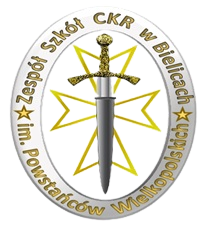 Zespół Szkół CKR w Bielicach
im. Powstańców Wielkopolskich